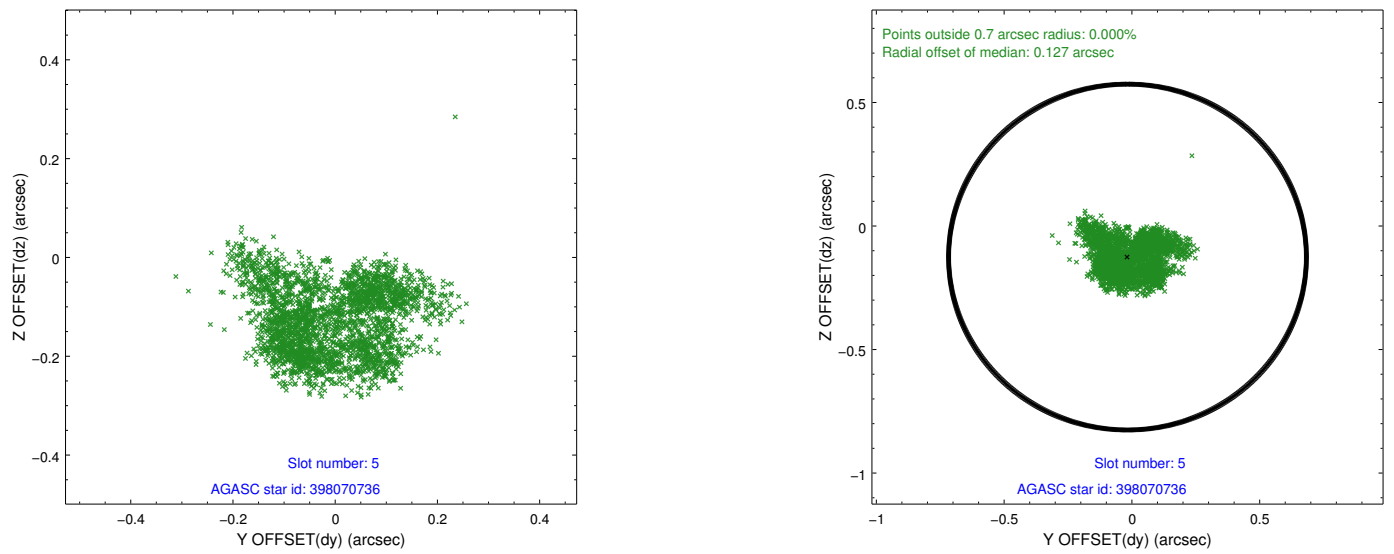 0.4
0.2
0
−0.2
−0.4
Z OFFSET(dz) (arcsec)
Slot number: 5
AGASC star id: 398070736
−0.4 −0.2 0 0.2 0.4
Y OFFSET(dy) (arcsec)
Points outside 0.7 arcsec radius: 0.000%
Radial offset of median: 0.127 arcsec
0.5
0
−0.5
−1
Z OFFSET(dz) (arcsec)
Slot number: 5
AGASC star id: 398070736
−1 −0.5 0 0.5
Y OFFSET(dy) (arcsec)